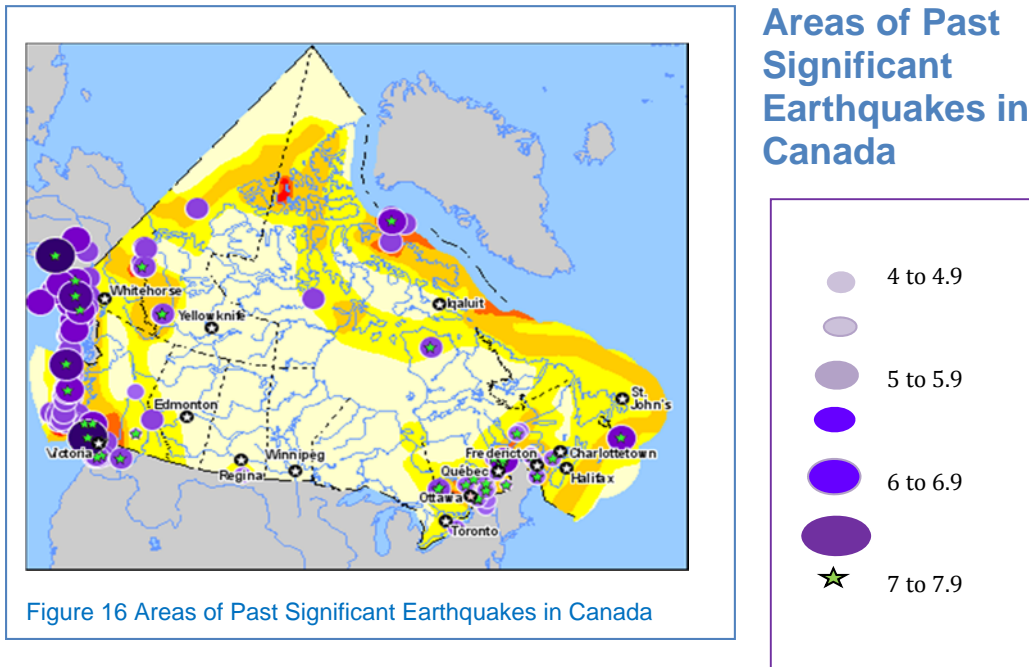 Areas of Past
Significant
Earthquakes in
Canada
Whitehorse
Yellowknife
Iqaluit
Edmonton
St.
John's
Victoria
Winnipeg
Regina
Fredericton
Charlottetown
Québec
Halifax
Ottawa
Toronto
4 to 4.9
5 to 5.9
6 to 6.9
7 to 7.9
Figure 16 Areas of Past Significant Earthquakes in Canada